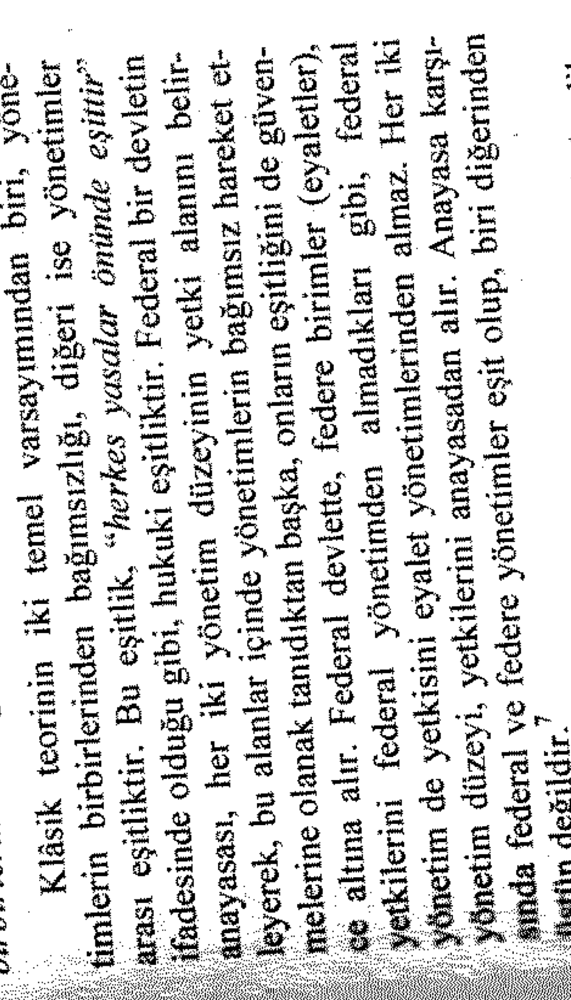 Klâsik teorinin iki temel varsayımından biri, yöne-
timlerin birbirlerinden bağımsızlığı, diğeri ise yönetimler
arası eşitliktir. Bu eşitlik, “herkes yasalar önünde eşittir”
ifadesinde olduğu gibi, hukuki eşitliktir. Federal bir devletin
anayasası, her iki yönetim düzeyinin yetki alanını belir-
leyerek, bu alanlar içinde yönetimlerin bağımsız hareket et-
melerine olanak tanıdıktan başka, onların eşitliğini de güven-
ce altına alır. Federal devlette, federe birimler (eyaletler),
yetkilerini federal yönetimden almadıkları gibi, federal
yönetim de yetkisini eyalet yönetimlerinden almaz. Her iki
yönetim düzeyi, yetkilerini anayasadan alır. Anayasa karşı-
sında federal ve federe yönetimler eşit olup, biri diğerinden
üstün değildir.7